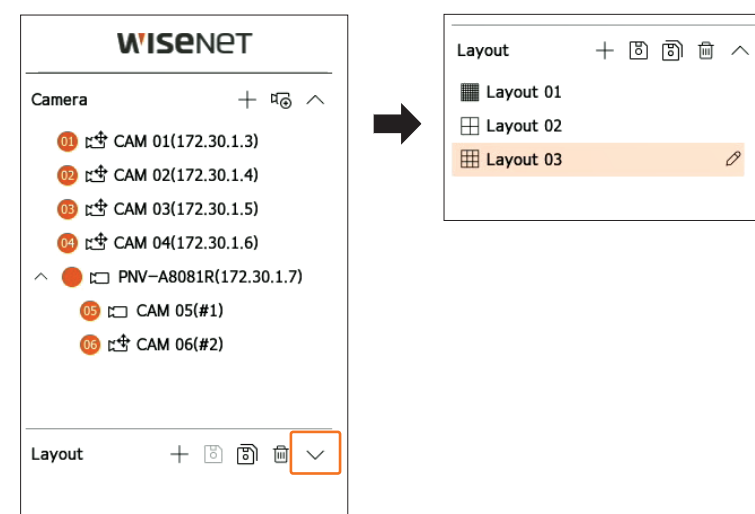 WISENET
Camera
01 CAM 01(172.30.1.3)
02 CAM 02(172.30.1.4)
03 CAM 03(172.30.1.5)
04 CAM 04(172.30.1.6)
PNV-A8081R(172.30.1.7)
05 CAM 05(#1)
06 CAM 06(#2)
Layout
Layout
Layout 01
Layout 02
Layout 03